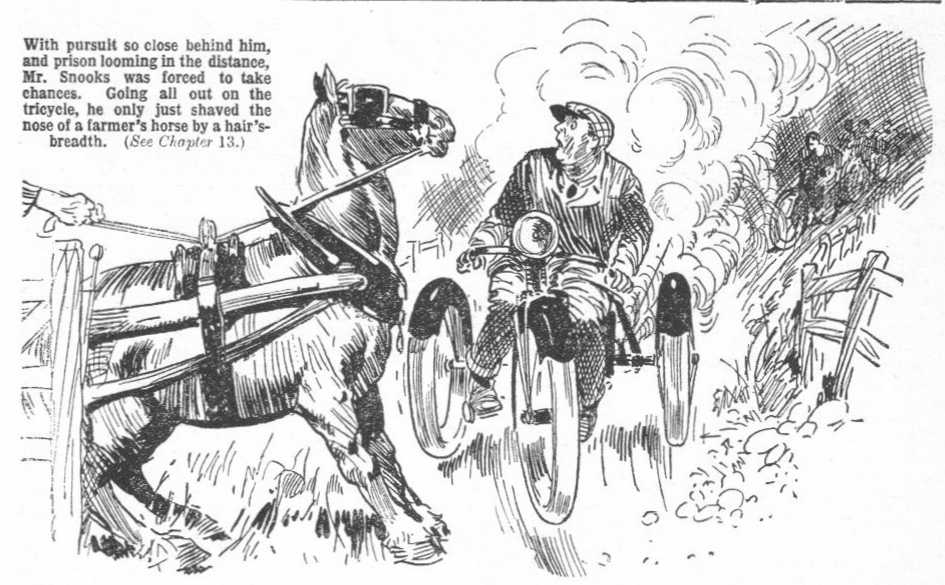 With pursuit so close behind him,
and prison looming in the distance,
Mr. Snooks was forced to take
chances. Going all out on the
tricycle, he only just shaved the
nose of a farmer's horse by a hair's-
breadth. (See Chapter 13.)